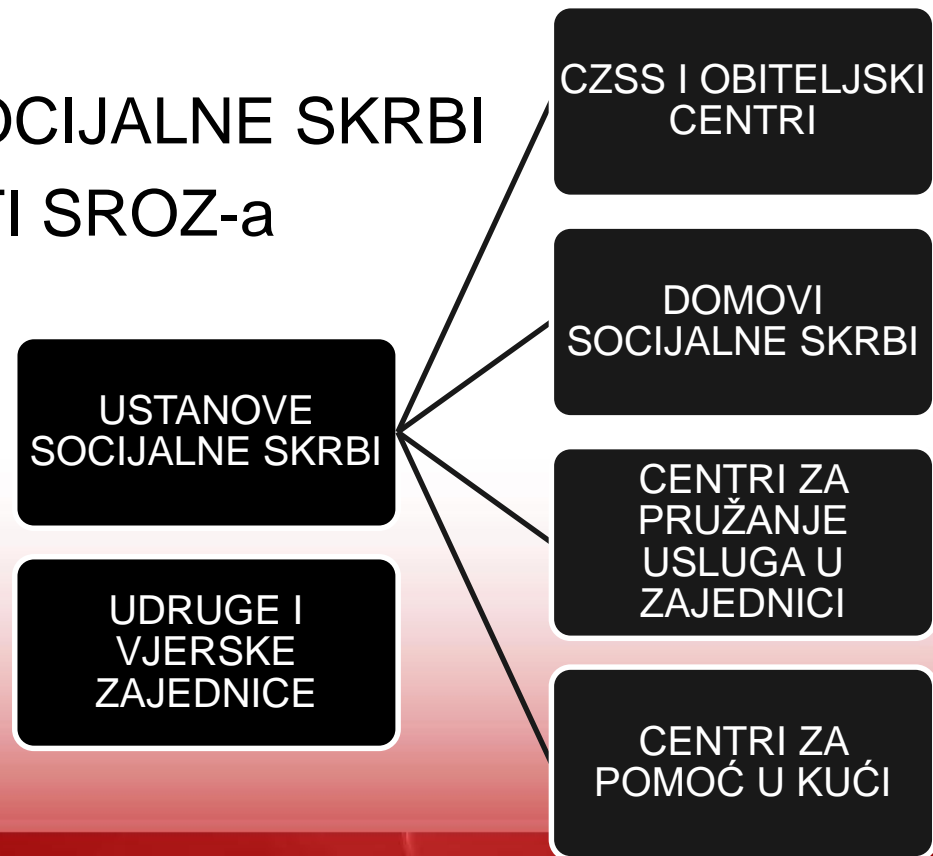 OCIJALNE SKRBI
TI SROZ-a
USTANOVE
SOCIJALNE SKRBI
UDRUGE I
VJERSKE
ZAJEDNICE
CZSS I OBITELJSKI
CENTRI
DOMOVI
SOCIJALNE SKRBI
CENTRI ZA
PRUŽANJE
USLUGA U
ZAJEDNICI
CENTRI ZA
POMOĆ U KUĆI